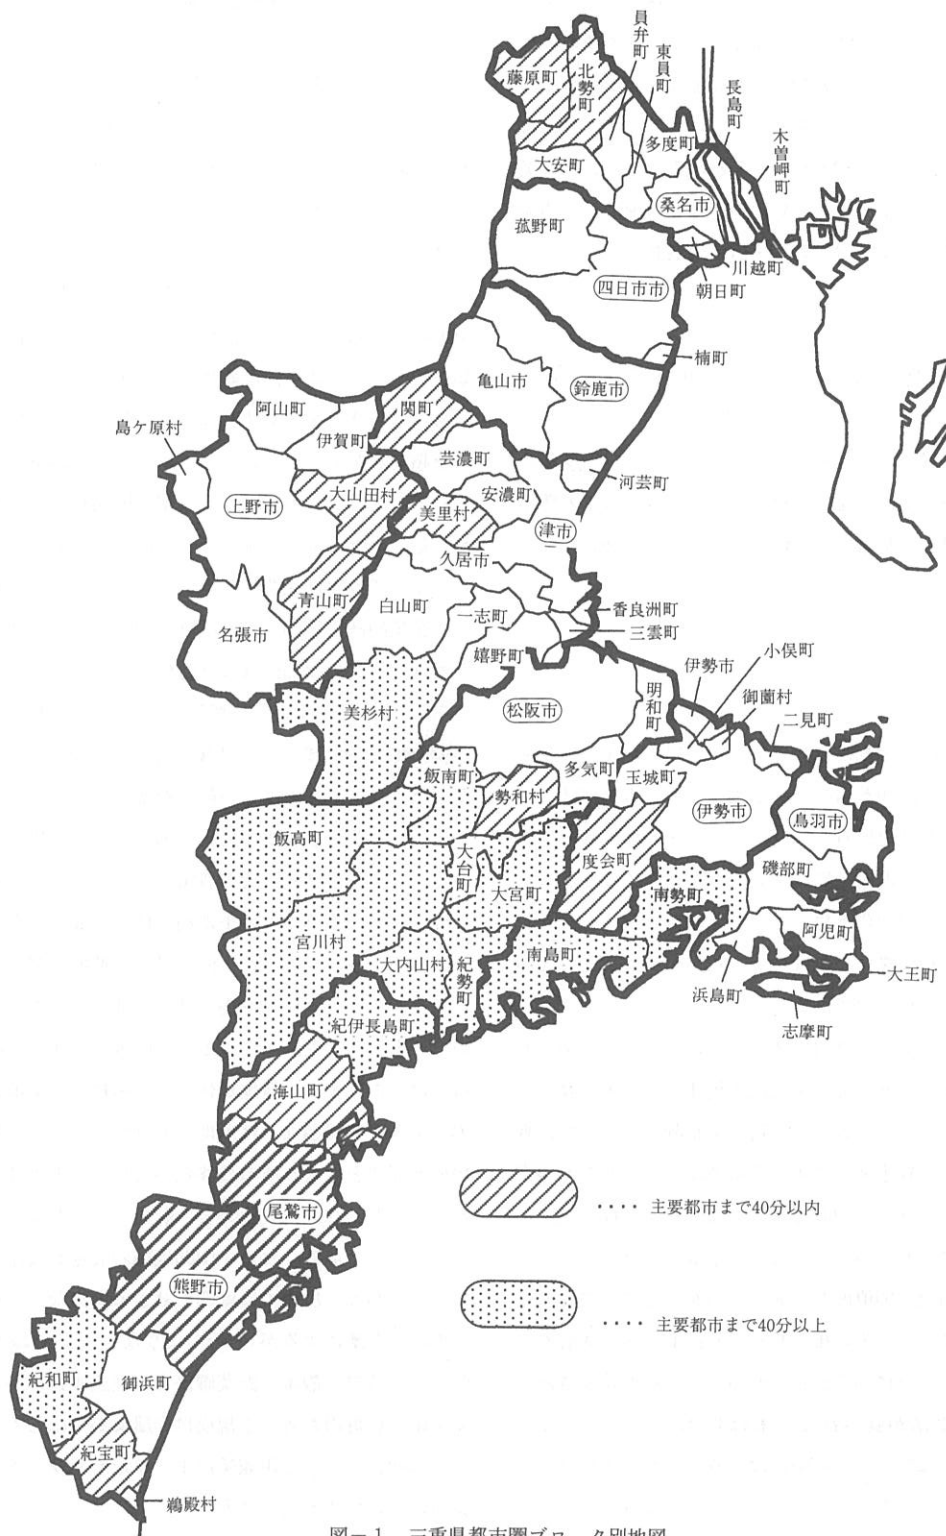 員弁町
東員町
藤原町
北勢町
長島町
木曽岬町
多度町
大安町
桑名市
菰野町
川越町
朝日町
四日市市
楠町
亀山市
鈴鹿市
阿山町
関町
島ケ原村
伊賀町
芸濃町
河芸町
大山田村
安濃町
上野市
美里村
津市
久居市
青山町
白山町
一志町
香良洲町
名張市
三雲町
嬉野町
小俣町
伊勢市
明和町
御薗村
美杉村
松阪市
二見町
飯南町
多気町
玉城町
勢和村
伊勢市
鳥羽市
飯高町
大台町
度会町
磯部町
大宮町
南勢町
宮川村
阿児町
大内山村
紀勢町
南島町
大王町
浜島町
紀伊長島町
志摩町
海山町
‥‥ 主要都市まで40分以内
尾鷲市
熊野市
‥‥ 主要都市まで40分以上
紀和町
御浜町
紀宝町
鵜殿村
図－1 三重県都市圏ブロック別地図